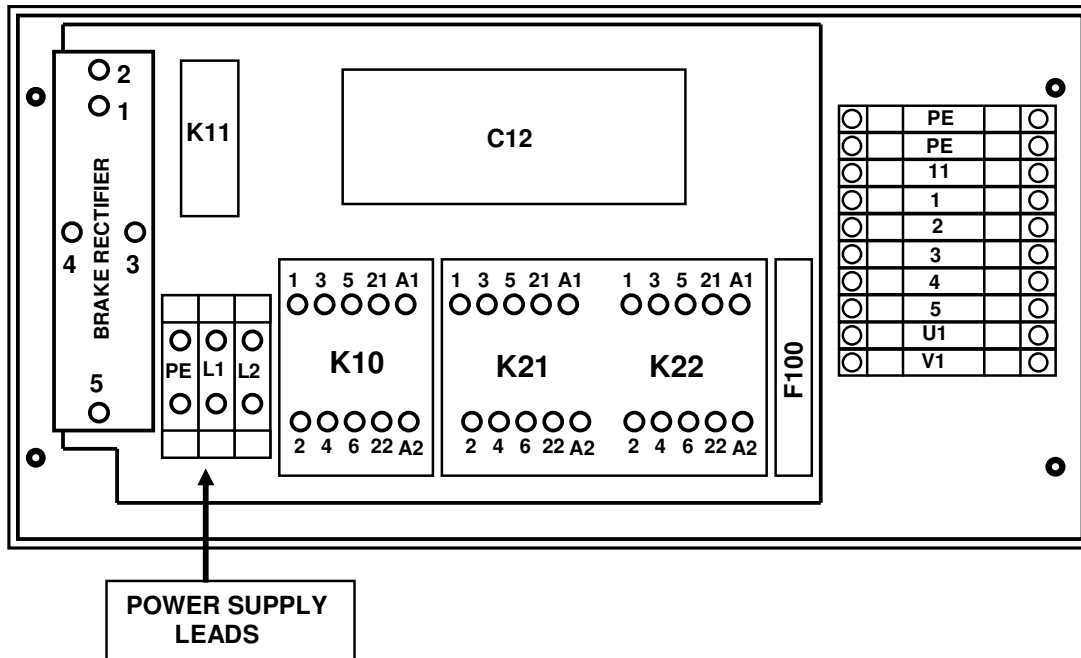 2
1
K11
C12
BRAKE RECTIFIER
4 3
5
PE L1 L2
1 3 5 21 A1
K10
2 4 6 22 A2
1 3 5 21 A1
K21
2 4 6 22 A2
1 3 5 21 A1
K22
2 4 6 22 A2
F100
PE
PE
11
1
2
3
4
5
U1
V1
POWER SUPPLY
LEADS